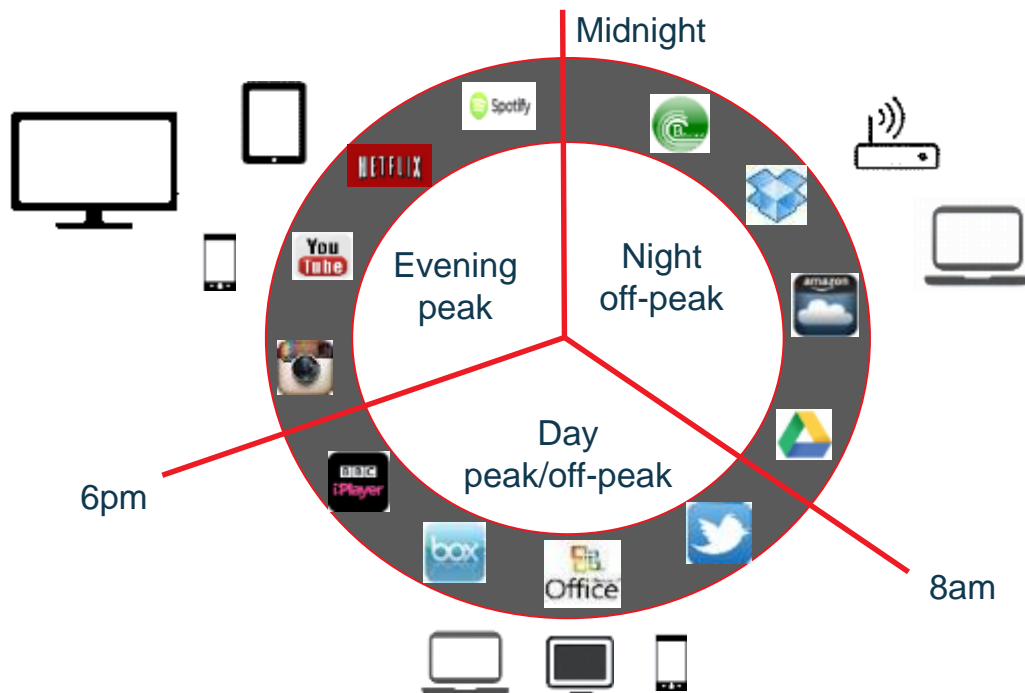 Midnight
Spotify
NETFLIX
You
Tube
Evening
peak
Night
off-peak
amazon
Day
peak/off-peak
6pm
BBC
iPlayer
box
Office
8am